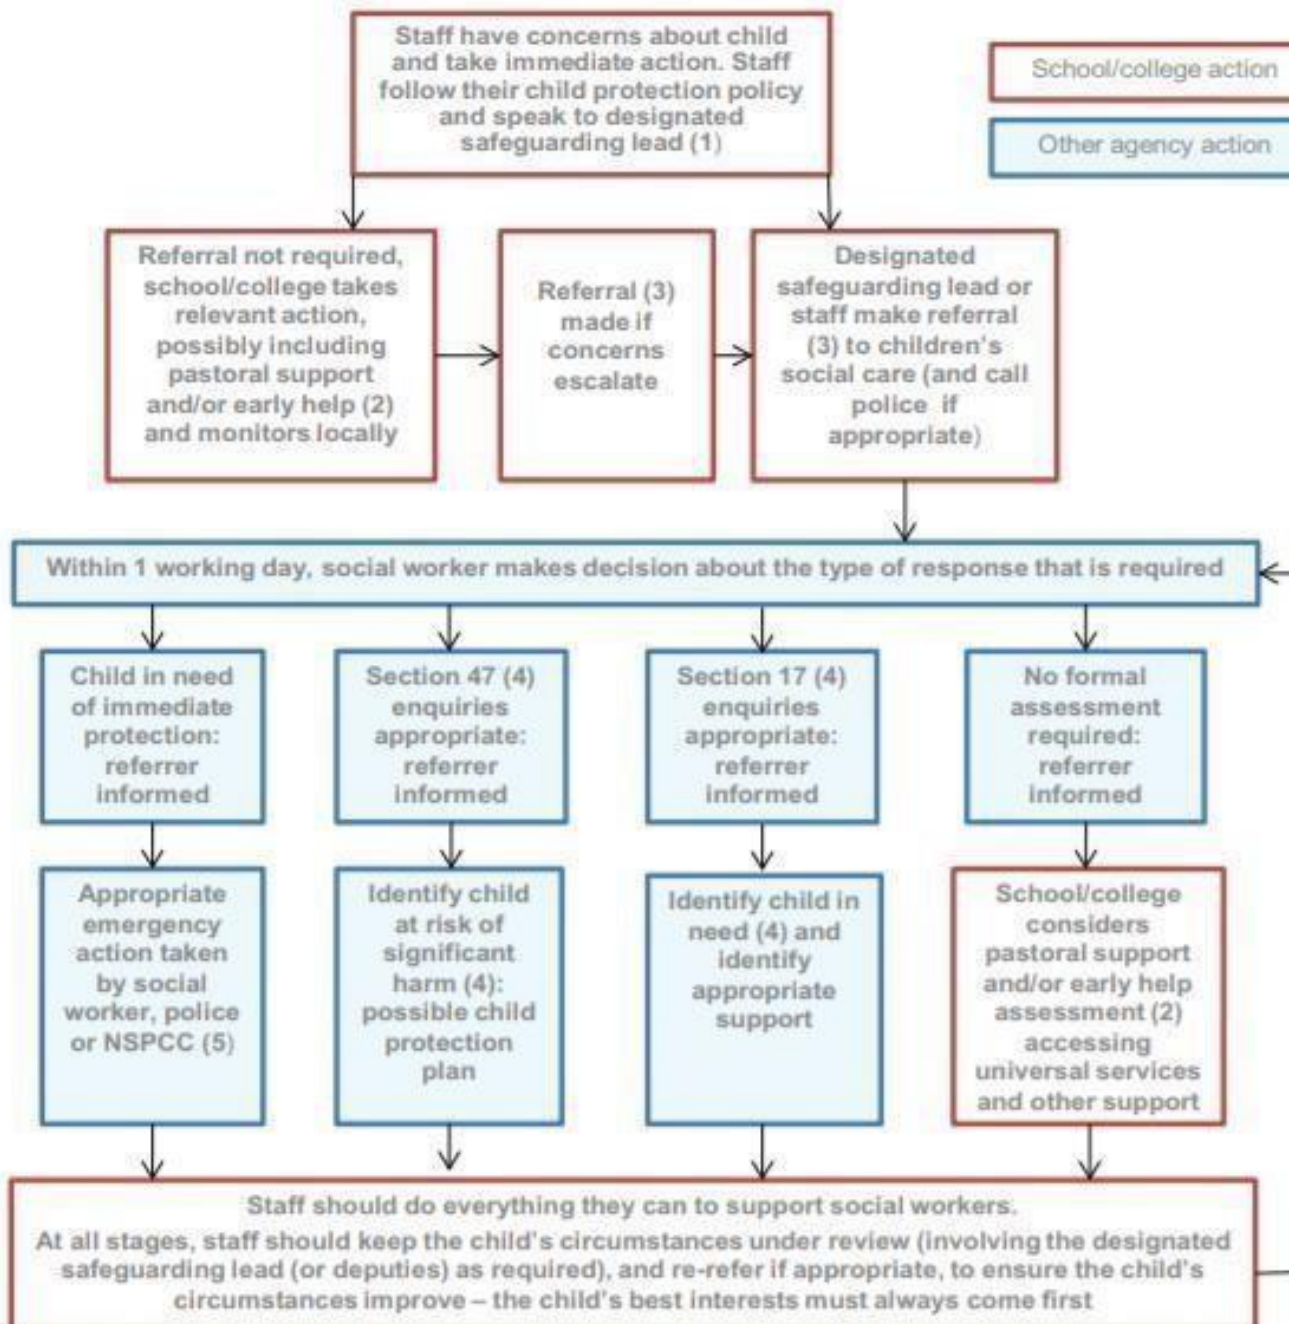 Staff have concerns about child
and take immediate action. Staff
follow their child protection policy
and speak to designated
safeguarding lead (1)
School/college action
Other agency action
Referral not required,
school/college takes
relevant action,
possibly including
pastoral support
and/or early help (2)
and monitors locally
Referral (3)
made if
concerns
escalate
Designated
safeguarding lead or
staff make referral
(3) to children's
social care (and call
police if
appropriate)
Within 1 working day, social worker makes decision about the type of response that is required
Child in need
of immediate
protection:
referrer
informed
Section 47 (4)
enquiries
appropriate:
referrer
informed
Section 17 (4)
enquiries
appropriate:
referrer
informed
No formal
assessment
required:
referrer
informed
Appropriate
emergency
action taken
by social
worker, police
or NSPCC (5)
Identify child
at risk of
significant
harm (4):
possible child
protection
plan
Identify child in
need (4) and
identify
appropriate
support
School/college
considers
pastoral support
and/or early help
assessment (2)
accessing
universal services
and other support
Staff should do everything they can to support social workers.
At all stages, staff should keep the child's circumstances under review (involving the designated
safeguarding lead (or deputies) as required), and re-refer if appropriate, to ensure the child's
circumstances improve – the child's best interests must always come first